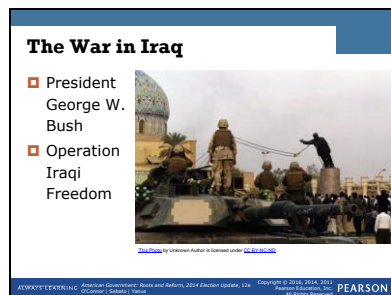 The War in Iraq
President
George W.
Bush
Operation
Iraqi
Freedom
This Photo by Unknown Author is licensed under CC BY-NC-ND
ALWAYS LEARNING
American Government: Roots and Reform, 2014 Election Update, 12e
O'Connor | Sabato | Yanus
Copyright © 2016, 2014, 2011
Pearson Education, Inc.
All Rights Reserved
PEARSON